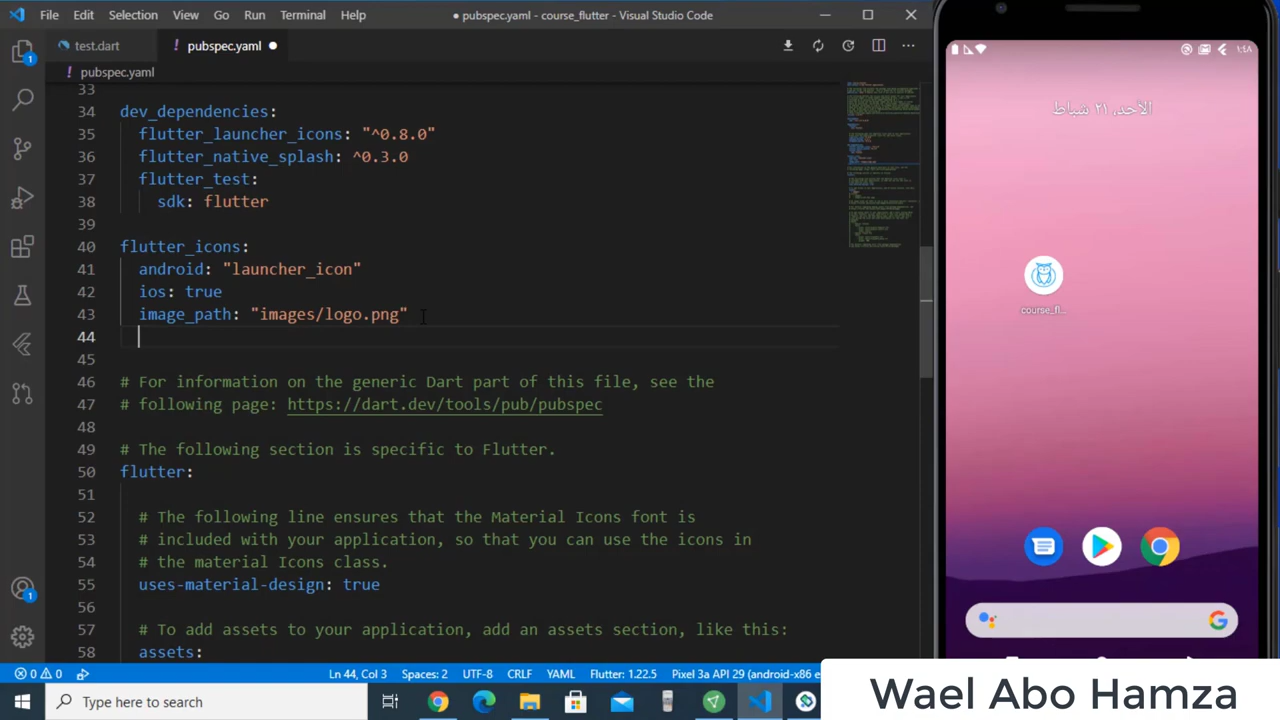 File Edit Selection View Go Run Terminal Help
● pubspec.yaml - course_flutter - Visual Studio Code
test.dart
! pubspec.yaml ●
! pubspec.yaml
33
34 dev_dependencies:
35 flutter_launcher_icons: "^0.8.0"
36 flutter_native_splash: ^0.3.0
37 flutter_test:
38 sdk: flutter
39
40 flutter_icons:
41 android: "launcher_icon"
42 ios: true
43 image_path: "images/logo.png"
44
45
46 # For information on the generic Dart part of this file, see the
47 # following page: https://dart.dev/tools/pub/pubspec
48
49 # The following section is specific to Flutter.
50 flutter:
51
52 # The following line ensures that the Material Icons font is
53 # included with your application, so that you can use the icons in
54 # the material Icons class.
55 uses-material-design: true
56
57 # To add assets to your application, add an assets section, like this:
58 assets:
1
1
0 0 Ln 44, Col 3 Spaces: 2 UTF-8 CRLF YAML Flutter: 1.22.5 Pixel 3a API 29 (android-x86 e
Type here to search
١:٤٨
الأحد، ٢١ شباط
course_fl...
Wael Abo Hamza